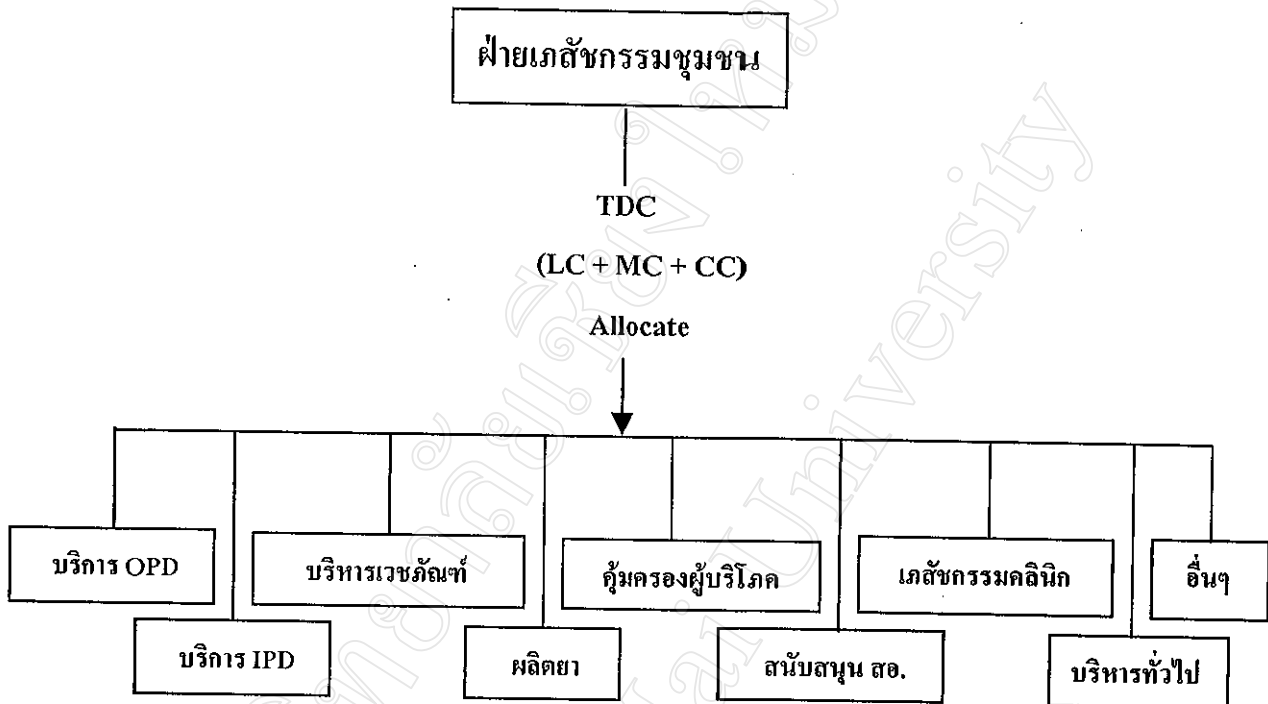 ฝ่ายเภสัชกรรมชุมชน
TDC
(LC + MC + CC)
Allocate
บริการ OPD
บริหารเวชภัณฑ์
คุ้มครองผู้บริโภค
เภสัชกรรมคลินิก
อื่นๆ
บริการ IPD
ผลิตยา
สนับสนุน สอ.
บริหารทั่วไป
University